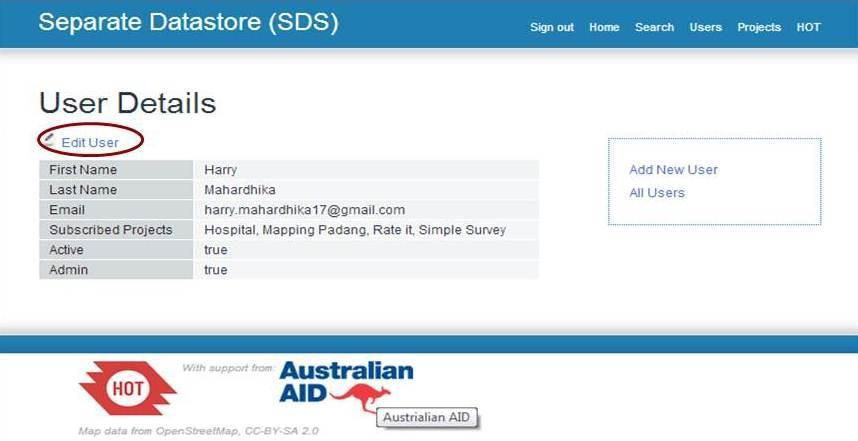 Separate Datastore (SDS)
Sign out Home Search Users Projects HOT
User Details
Edit User
First Name Harry
Last Name Mahardhika
Email harry.mahardhika17@gmail.com
Subscribed Projects Hospital, Mapping Padang, Rate it, Simple Survey
Active true
Admin true
Add New User
All Users
HOT
With support from:
Australian
AID
Austrialian AID
Map data from OpenStreetMap, CC-BY-SA 2.0